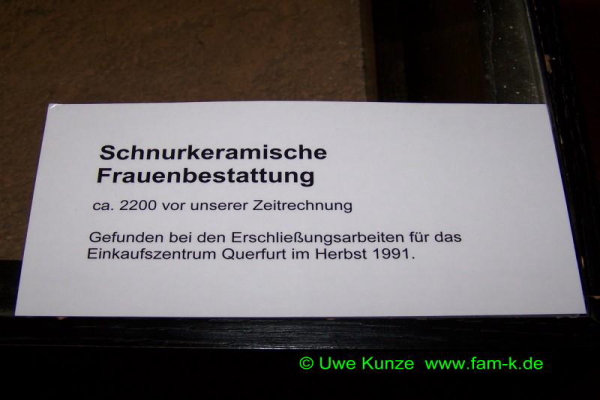 Schnurkeramische
Frauenbestattung
ca. 2200 vor unserer Zeitrechnung
Gefunden bei den Erschließungsarbeiten für das
Einkaufszentrum Querfurt im Herbst 1991.
© Uwe Kunze www.fam-k.de